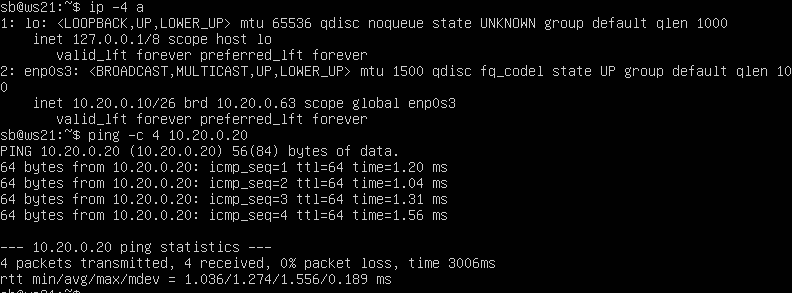 sb@ws21:~$ ip -4 a
1: lo: <LOOPBACK,UP,LOWER_UP> mtu 65536 qdisc noqueue state UNKNOWN group default qlen 1000
    inet 127.0.0.1/8 scope host lo
       valid_lft forever preferred_lft forever
2: enp0s3: <BROADCAST,MULTICAST,UP,LOWER_UP> mtu 1500 qdisc fq_codel state UP group default qlen 100
0
    inet 10.20.0.10/26 brd 10.20.0.63 scope global enp0s3
       valid_lft forever preferred_lft forever
sb@ws21:~$ ping -c 4 10.20.0.20
PING 10.20.0.20 (10.20.0.20) 56(84) bytes of data.
64 bytes from 10.20.0.20: icmp_seq=1 ttl=64 time=1.20 ms
64 bytes from 10.20.0.20: icmp_seq=2 ttl=64 time=1.04 ms
64 bytes from 10.20.0.20: icmp_seq=3 ttl=64 time=1.31 ms
64 bytes from 10.20.0.20: icmp_seq=4 ttl=64 time=1.56 ms

--- 10.20.0.20 ping statistics ---
4 packets transmitted, 4 received, 0% packet loss, time 3006ms
rtt min/avg/max/mdev = 1.036/1.274/1.556/0.189 ms